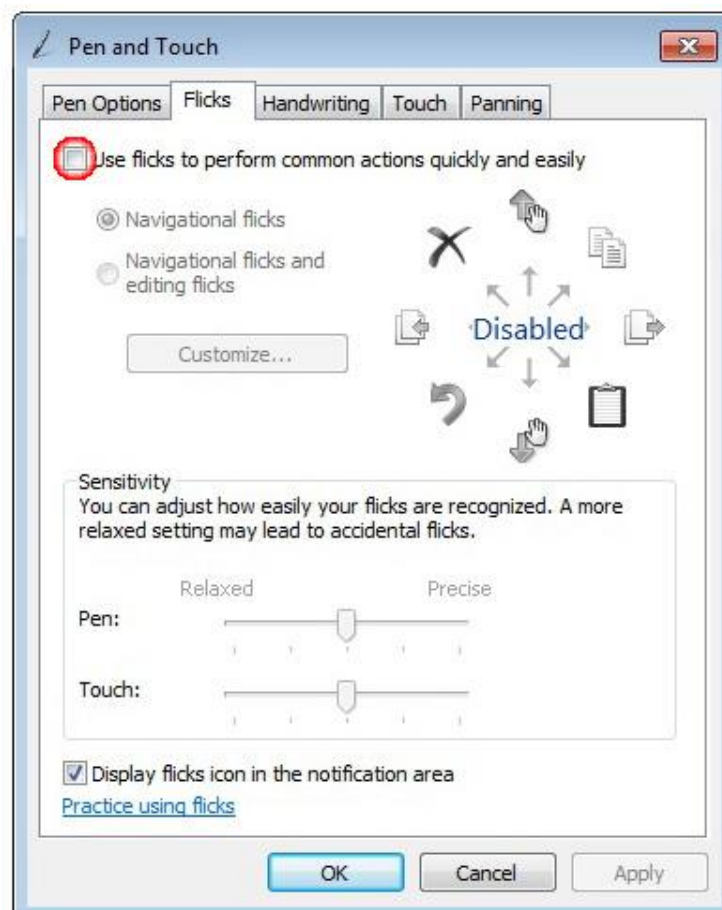 Pen and Touch
Pen Options Flicks Handwriting Touch Panning
Use flicks to perform common actions quickly and easily
Navigational flicks
Navigational flicks and
editing flicks
Disabled
Customize...
Sensitivity
You can adjust how easily your flicks are recognized. A more
relaxed setting may lead to accidental flicks.
Relaxed Precise
Pen:
Touch:
Display flicks icon in the notification area
Practice using flicks
OK Cancel Apply